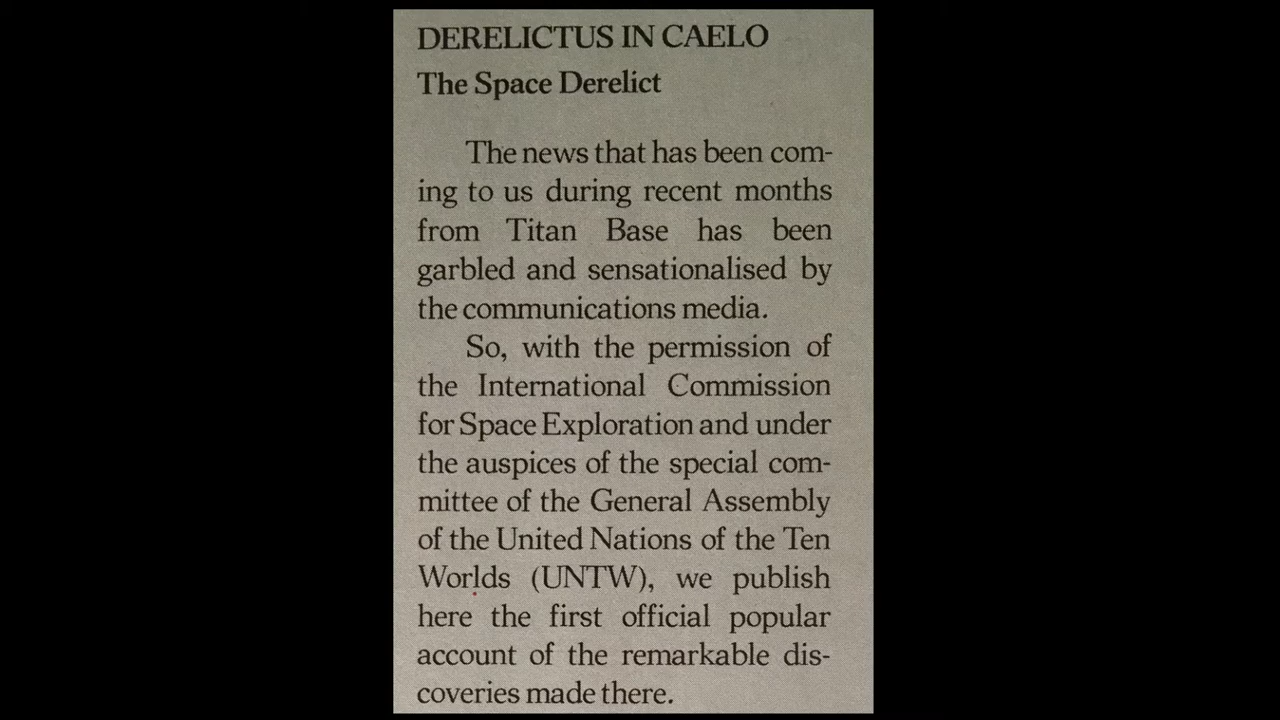 DERELICTUS IN CAELO
The Space Derelict
The news that has been com-
ing to us during recent months
from Titan Base has been
garbled and sensationalised by
the communications media.
So, with the permission of
the International Commission
for Space Exploration and under
the auspices of the special com-
mittee of the General Assembly
of the United Nations of the Ten
Worlds (UNTW), we publish
here the first official popular
account of the remarkable dis-
coveries made there.